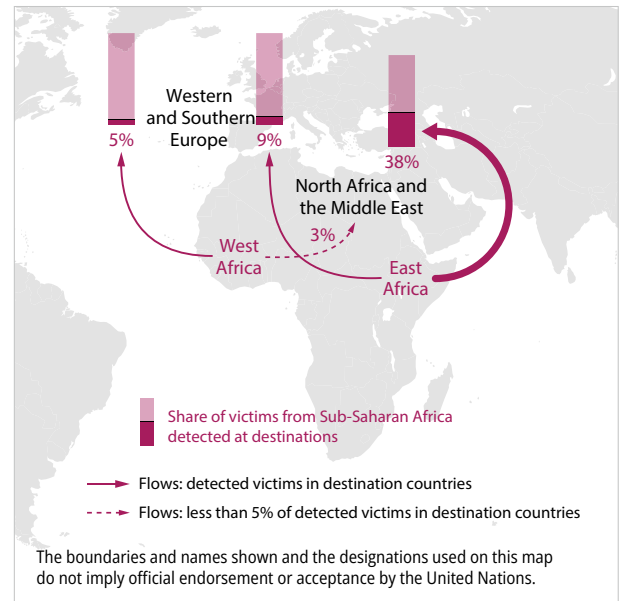 Western
and Southern
Europe
5%
9%
38%
North Africa and
the Middle East
3%
West
Africa
East
Africa
Share of victims from Sub-Saharan Africa
detected at destinations
Flows: detected victims in destination countries
Flows: less than 5% of detected victims in destination countries
The boundaries and names shown and the designations used on this map
do not imply official endorsement or acceptance by the United Nations.